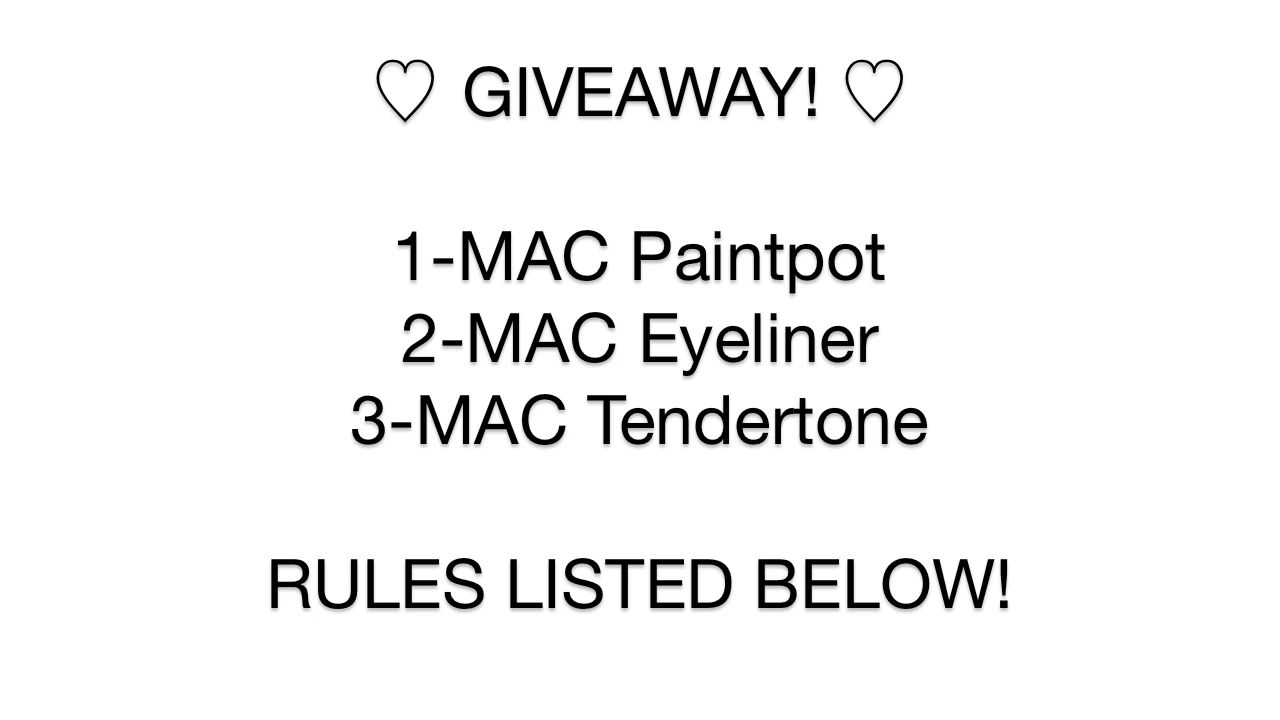 ♡ GIVEAWAY! ♡
1-MAC Paintpot
2-MAC Eyeliner
3-MAC Tendertone
RULES LISTED BELOW!